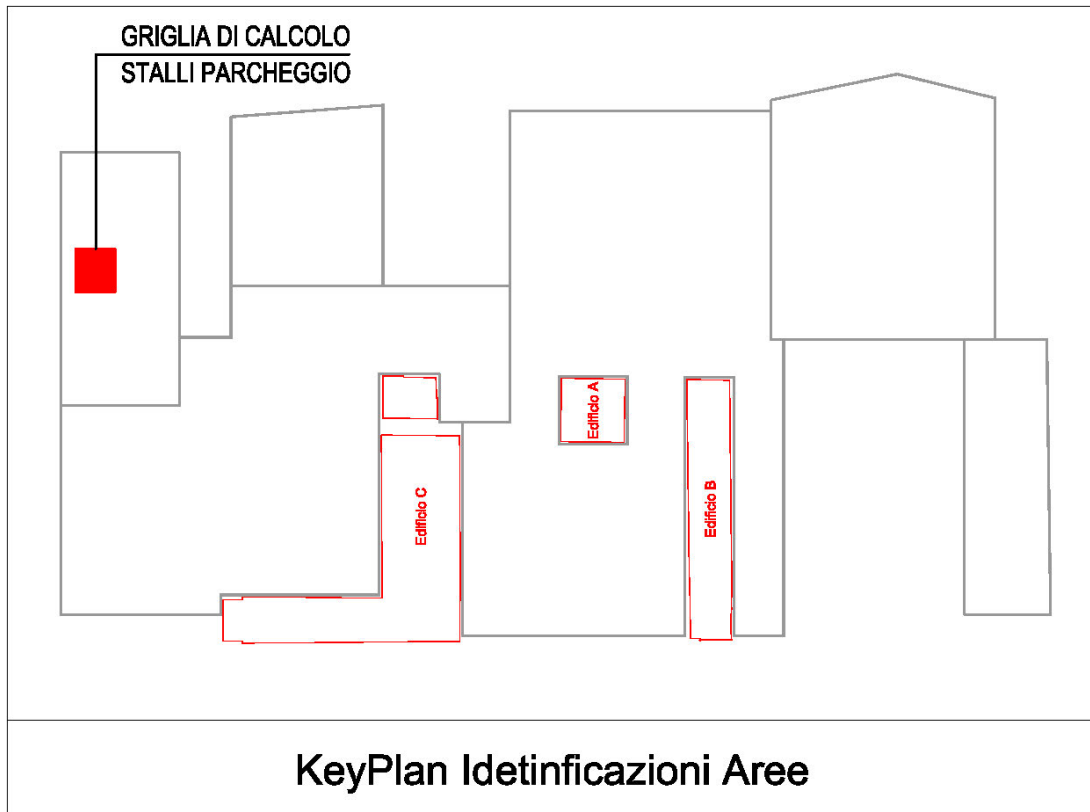 GRIGLIA DI CALCOLO
STALLI PARCHEGGIO
Edificio A
Edificio B
Edificio C
KeyPlan Idetinficazioni Aree